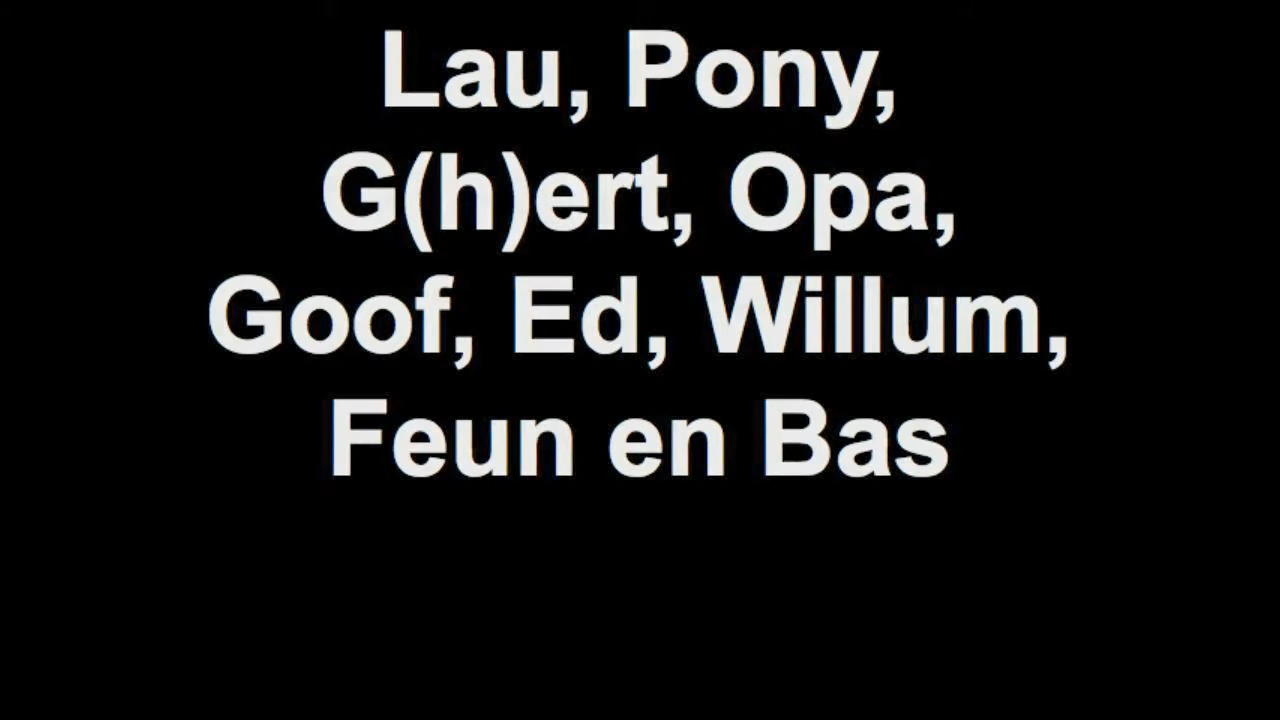 Lau, Pony,
G(h)ert, Opa,
Goof, Ed, Willum,
Feun en Bas